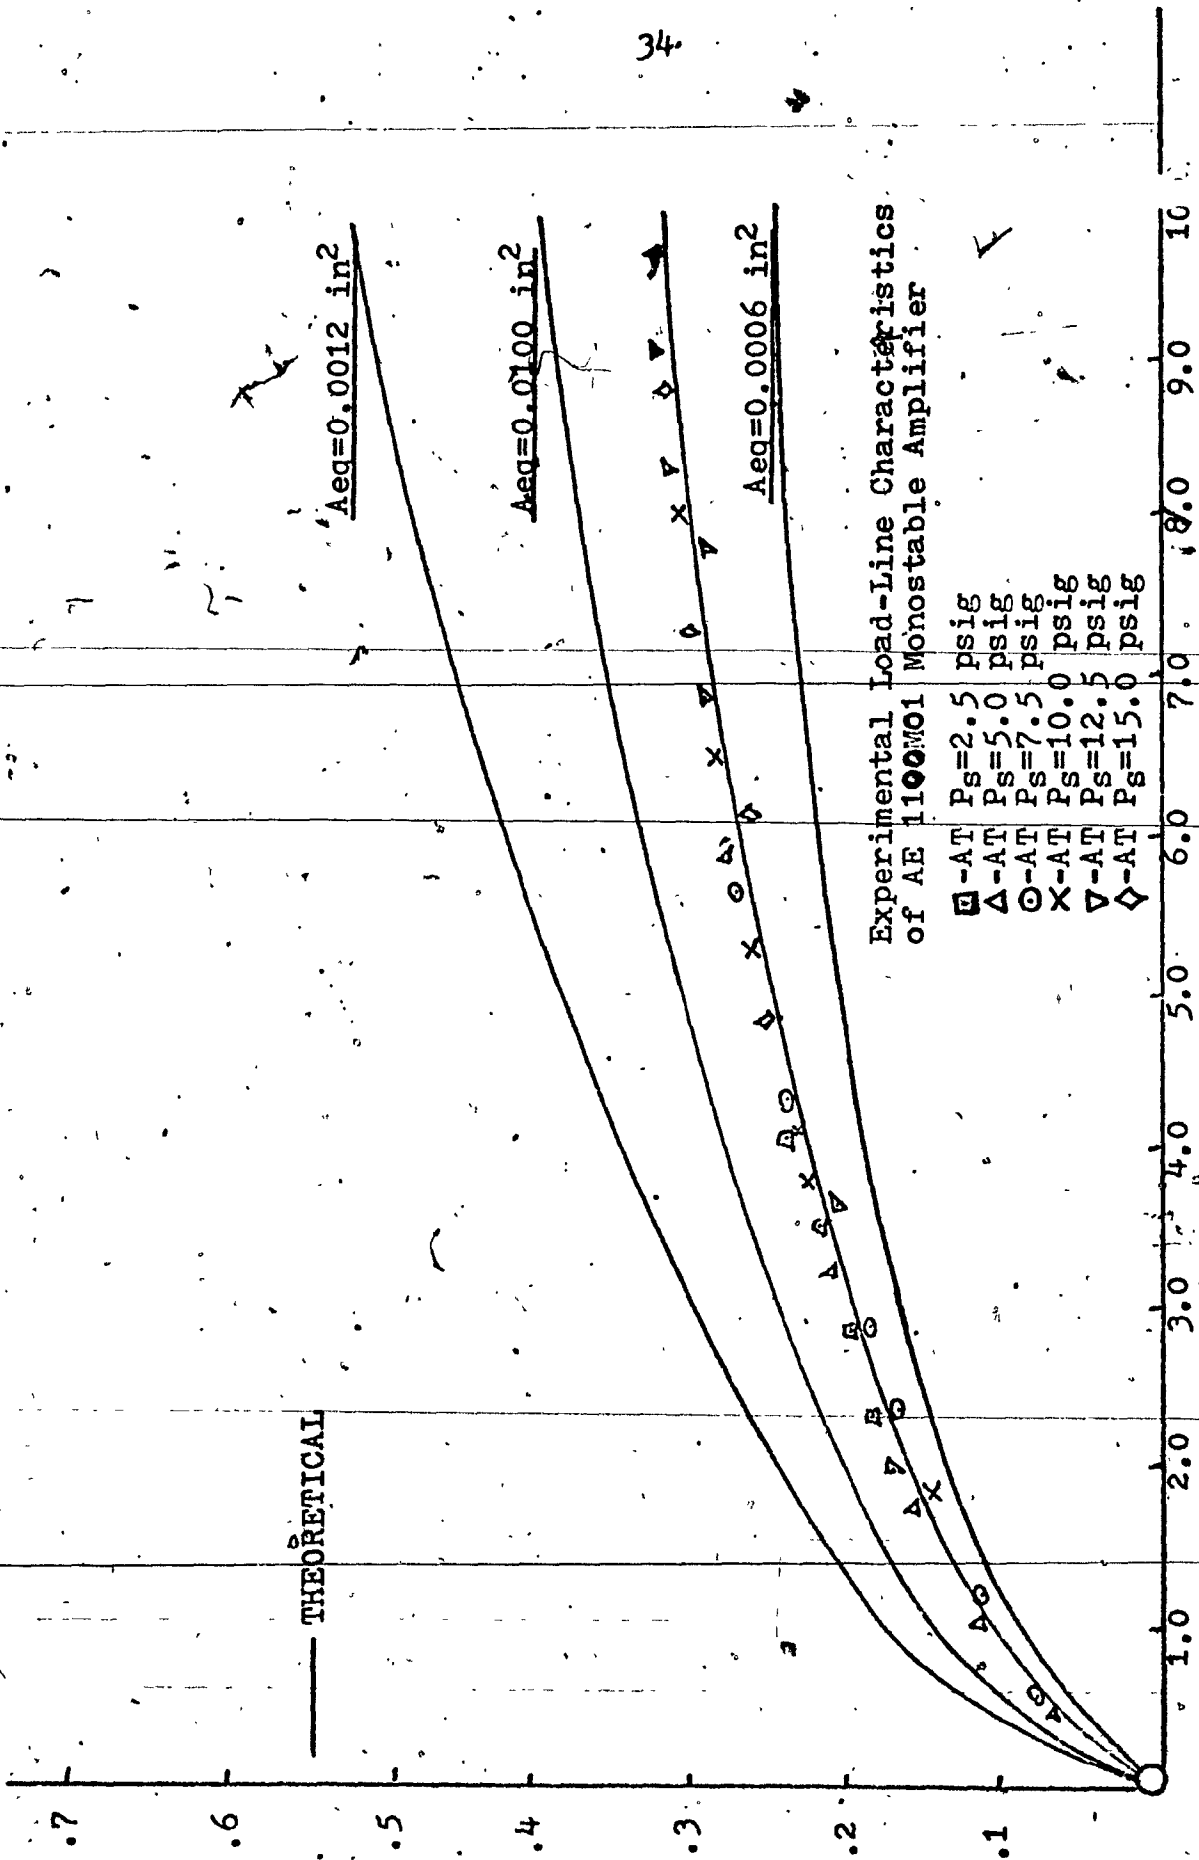 34.
THEORETICAL
Aeq=0.0012 in²
Aeq=0.0100 in²
Aeq=0.0006 in²
Experimental Load-Line Characteristics
of AE 1100M01 Monostable Amplifier
⊡-AT Ps=2.5 psig
△-AT Ps=5.0 psig
⊙-AT Ps=7.5 psig
×-AT Ps=10.0 psig
▽-AT Ps=12.5 psig
◇-AT Ps=15.0 psig
.7
.6
.5
.4
.3
.2
.1
1.0
2.0
3.0
4.0
5.0
6.0
7.0
8.0
9.0
10